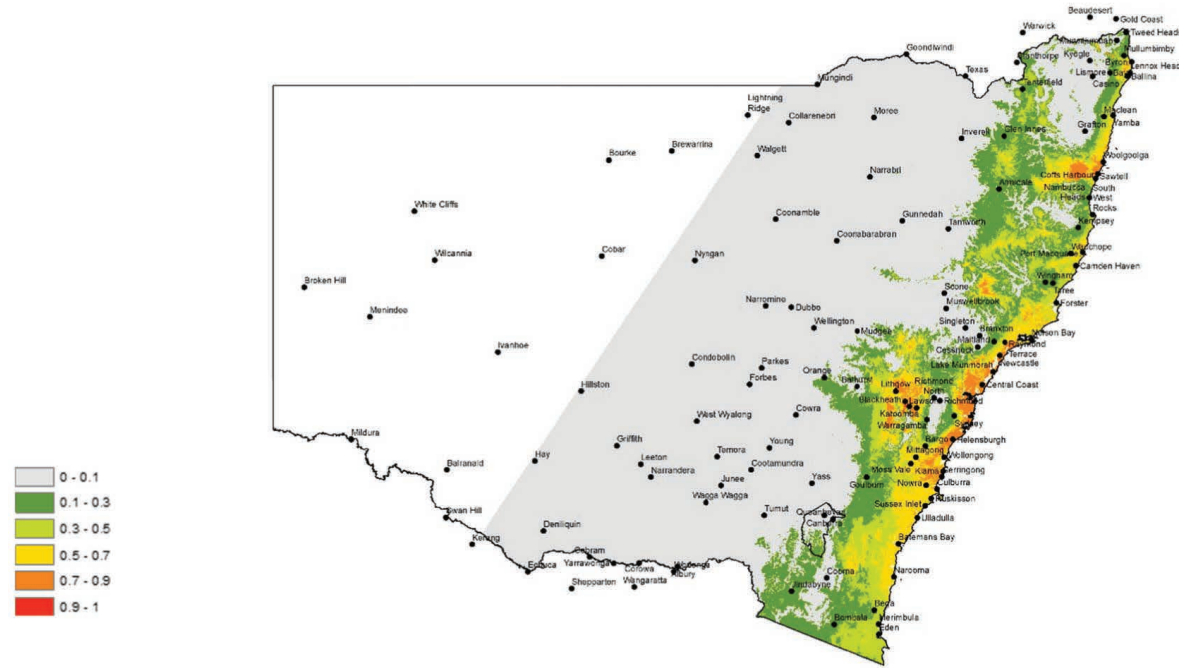 Beaudesert
Gold Coast
Warwick
Tweed Heads
Goondiwindi
Kyogle
Mullumbimby
Byron
Lennox Head
Texas
Lismore
Bay
Ballina
Mungindi
Casino
Lightning
Ridge
Collarenebri
Moree
Maclean
Yamba
Grafton
Inverell
Glen Innes
Walgett
Brewarrina
Bourke
Woolgoolga
Narrabri
Coffs Harbour
Sawtell
Armidale
Nambucca
South
Heads
West
Rocks
White Cliffs
Coonamble
Gunnedah
Tamworth
Kempsey
Coonabarabran
Wilcannia
Cobar
Nyngan
Port Macquarie
Wauchope
Camden Haven
Broken Hill
Wingham
Taree
Scone
Menindee
Narromine
Dubbo
Muswellbrook
Forster
Wellington
Mudgee
Singleton
Branxton
Nelson Bay
Maitland
Raymond
Cessnock
Terrace
Ivanhoe
Condobolin
Parkes
Lake Munmorah
Newcastle
Orange
Bathurst
Richmond
Hillston
Forbes
Lithgow
North
Central Coast
Blackheath
Lawson
Richmond
Katoomba
West Wyalong
Cowra
Warragamba
Sydney
Mildura
Griffith
Young
Bargo
Helensburgh
Hay
Leeton
Temora
Mittagong
Wollongong
Balranald
Narrandera
Cootamundra
Moss Vale
Kiama
Gerringong
Junee
Yass
Goulburn
Nowra
Culburra
Wagga Wagga
Sussex Inlet
Huskisson
Swan Hill
Tumut
Queanbeyan
Canberra
Ulladulla
Deniliquin
Kerang
Batemans Bay
Cobram
Echuca
Yarrawonga
Corowa
Wodonga
Albury
Cooma
Narooma
Shepparton
Wangaratta
Jindabyne
Bega
Bombala
Merimbula
Eden
0 - 0.1
0.1 - 0.3
0.3 - 0.5
0.5 - 0.7
0.7 - 0.9
0.9 - 1